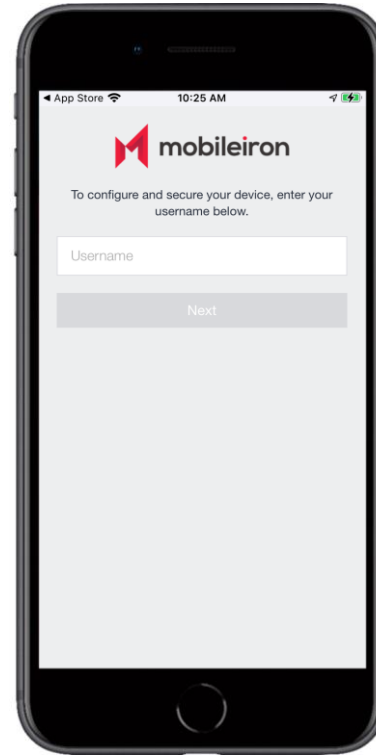 App Store
10:25 AM
mobileiron
To configure and secure your device, enter your
username below.
Username
Next